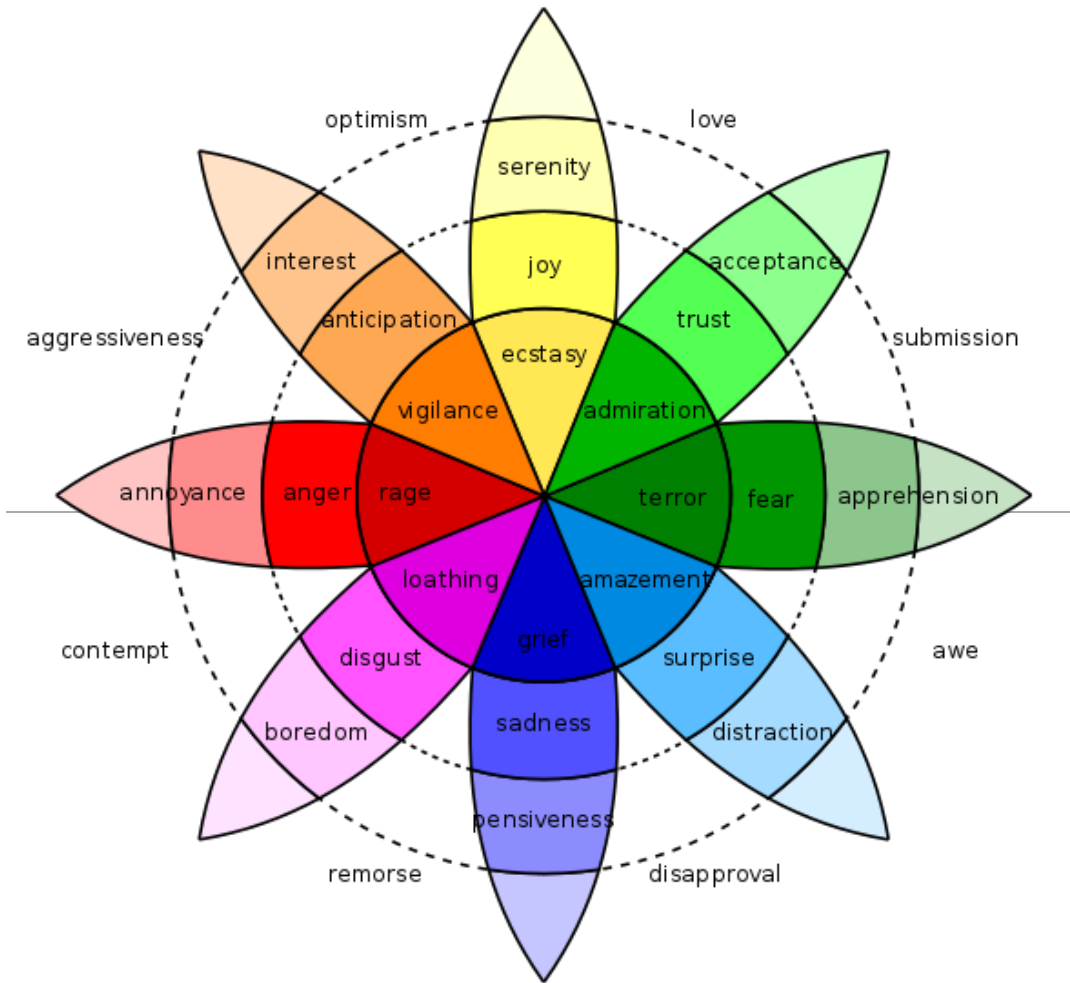 optimism
love
serenity
interest
acceptance
joy
anticipation
trust
aggressiveness
submission
ecstasy
vigilance
admiration
annoyance
anger
rage
terror
fear
apprehension
loathing
amazement
grief
contempt
awe
disgust
surprise
sadness
boredom
distraction
pensiveness
remorse
disapproval